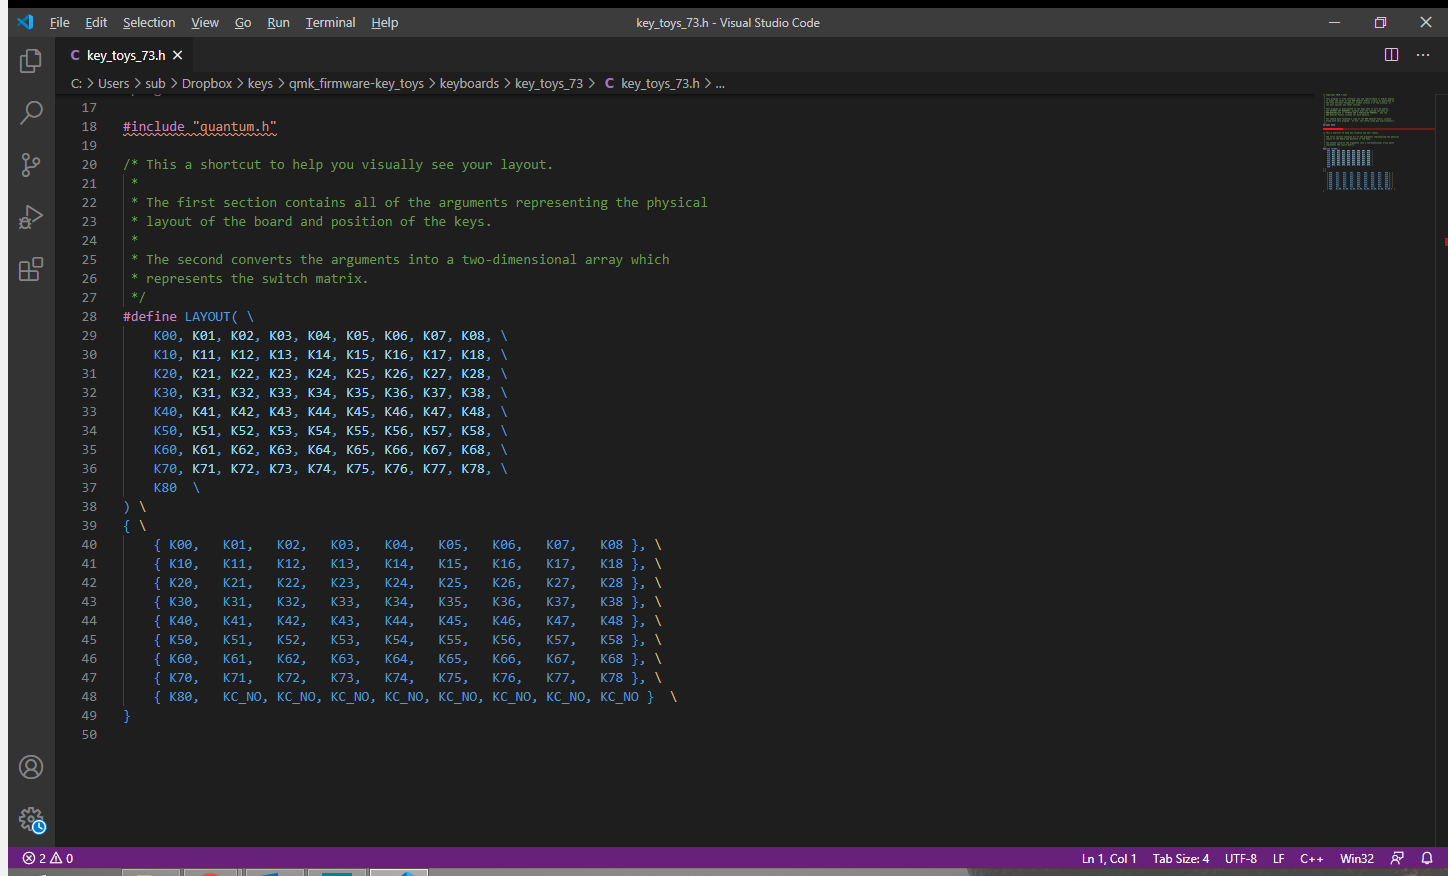 File Edit Selection View Go Run Terminal Help key_toys_73.h - Visual Studio Code
C key_toys_73.h
C: > Users > sub > Dropbox > keys > qmk_firmware-key_toys > keyboards > key_toys_73 > C key_toys_73.h > ...
17
18 #include "quantum.h"
19
20 /* This a shortcut to help you visually see your layout.
21 *
22 * The first section contains all of the arguments representing the physical
23 * layout of the board and position of the keys.
24 *
25 * The second converts the arguments into a two-dimensional array which
26 * represents the switch matrix.
27 */
28 #define LAYOUT( \
29 K00, K01, K02, K03, K04, K05, K06, K07, K08, \
30 K10, K11, K12, K13, K14, K15, K16, K17, K18, \
31 K20, K21, K22, K23, K24, K25, K26, K27, K28, \
32 K30, K31, K32, K33, K34, K35, K36, K37, K38, \
33 K40, K41, K42, K43, K44, K45, K46, K47, K48, \
34 K50, K51, K52, K53, K54, K55, K56, K57, K58, \
35 K60, K61, K62, K63, K64, K65, K66, K67, K68, \
36 K70, K71, K72, K73, K74, K75, K76, K77, K78, \
37 K80 \
38 ) \
39 { \
40 { K00, K01, K02, K03, K04, K05, K06, K07, K08 }, \
41 { K10, K11, K12, K13, K14, K15, K16, K17, K18 }, \
42 { K20, K21, K22, K23, K24, K25, K26, K27, K28 }, \
43 { K30, K31, K32, K33, K34, K35, K36, K37, K38 }, \
44 { K40, K41, K42, K43, K44, K45, K46, K47, K48 }, \
45 { K50, K51, K52, K53, K54, K55, K56, K57, K58 }, \
46 { K60, K61, K62, K63, K64, K65, K66, K67, K68 }, \
47 { K70, K71, K72, K73, K74, K75, K76, K77, K78 }, \
48 { K80, KC_NO, KC_NO, KC_NO, KC_NO, KC_NO, KC_NO, KC_NO, KC_NO } \
49 }
50
2 0 Ln 1, Col 1 Tab Size: 4 UTF-8 LF C++ Win32